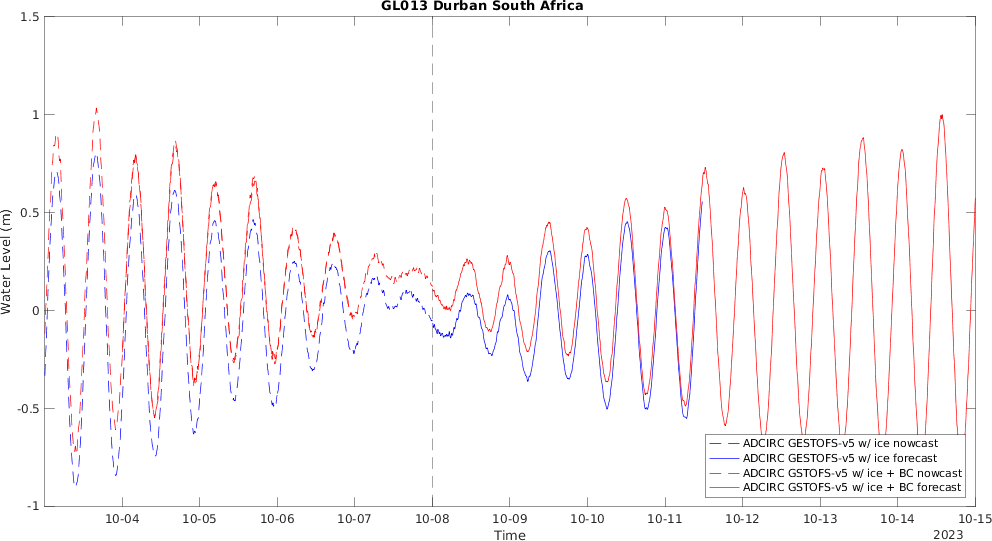 GL013 Durban South Africa
1.5
1
0.5
0
-0.5
-1
Water Level (m)
ADCIRC GESTOFS-v5 w/ ice nowcast
ADCIRC GESTOFS-v5 w/ ice forecast
ADCIRC GSTOFS-v5 w/ ice + BC nowcast
ADCIRC GSTOFS-v5 w/ ice + BC forecast
10-04 10-05 10-06 10-07 10-08 10-09 10-10 10-11 10-12 10-13 10-14 10-15
Time 2023